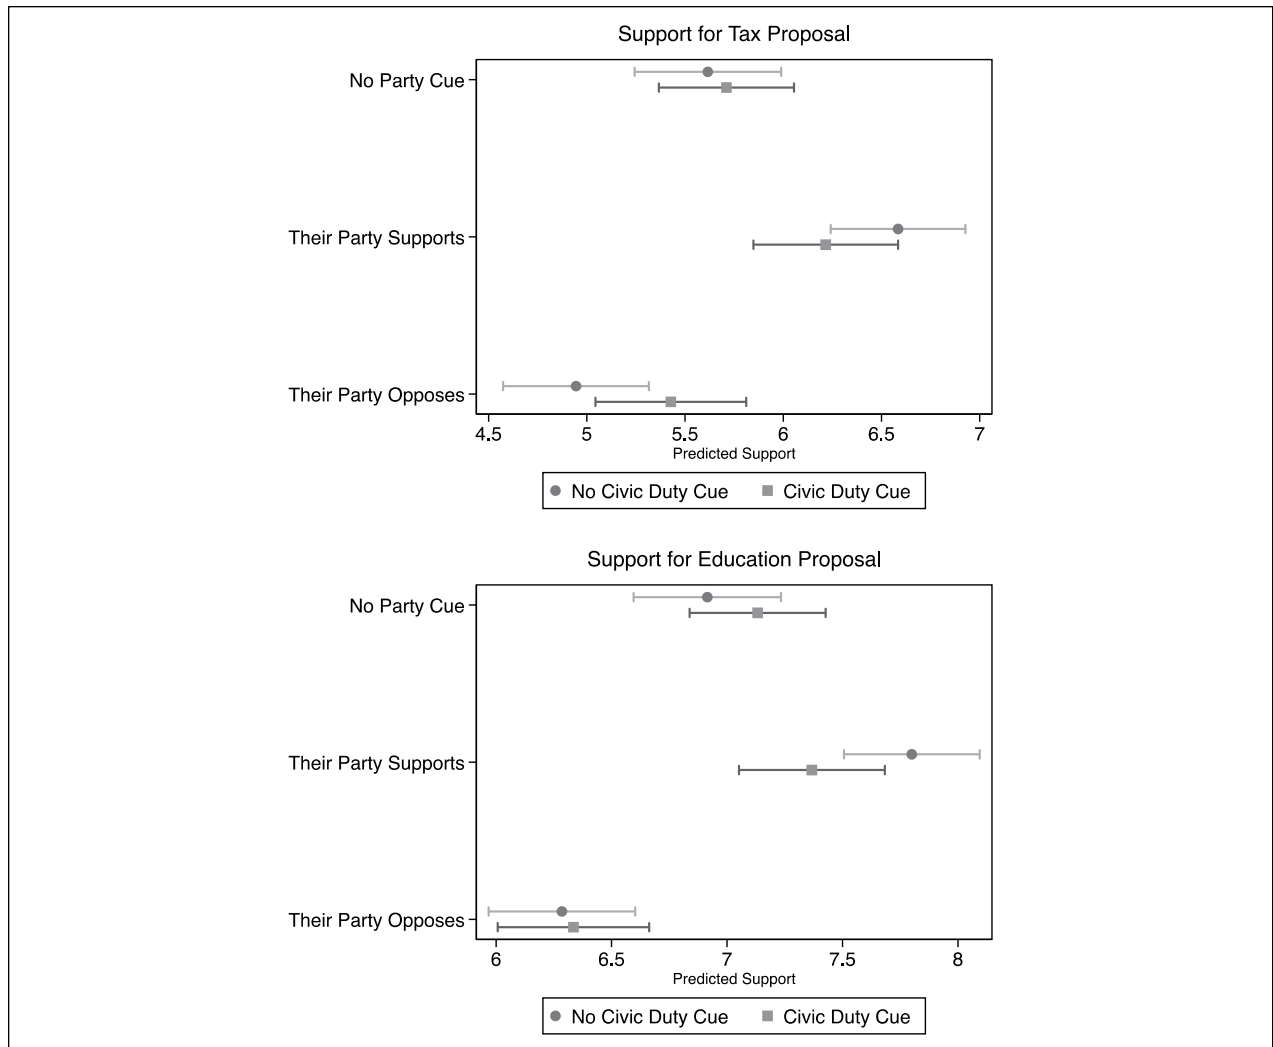 Support for Tax Proposal
No Party Cue
Their Party Supports
Their Party Opposes
4.5 5 5.5 6 6.5 7
Predicted Support
No Civic Duty Cue Civic Duty Cue
Support for Education Proposal
No Party Cue
Their Party Supports
Their Party Opposes
6 6.5 7 7.5 8
Predicted Support
No Civic Duty Cue Civic Duty Cue